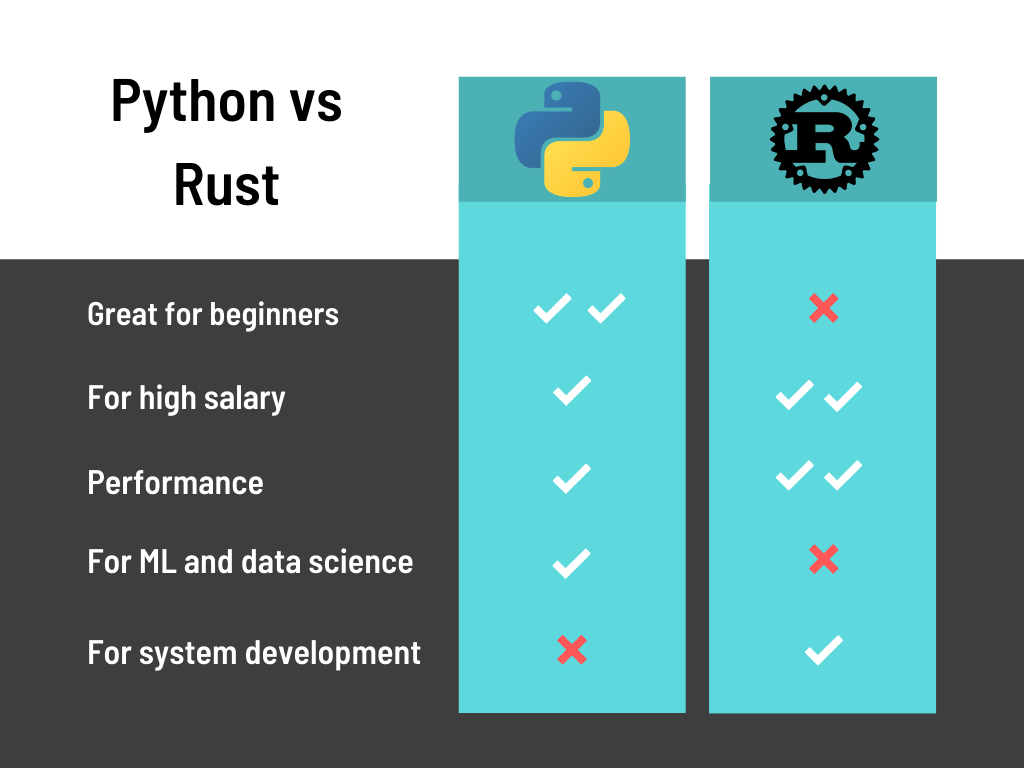 Python vs
Rust
R
Great for beginners
For high salary
Performance
For ML and data science
For system development